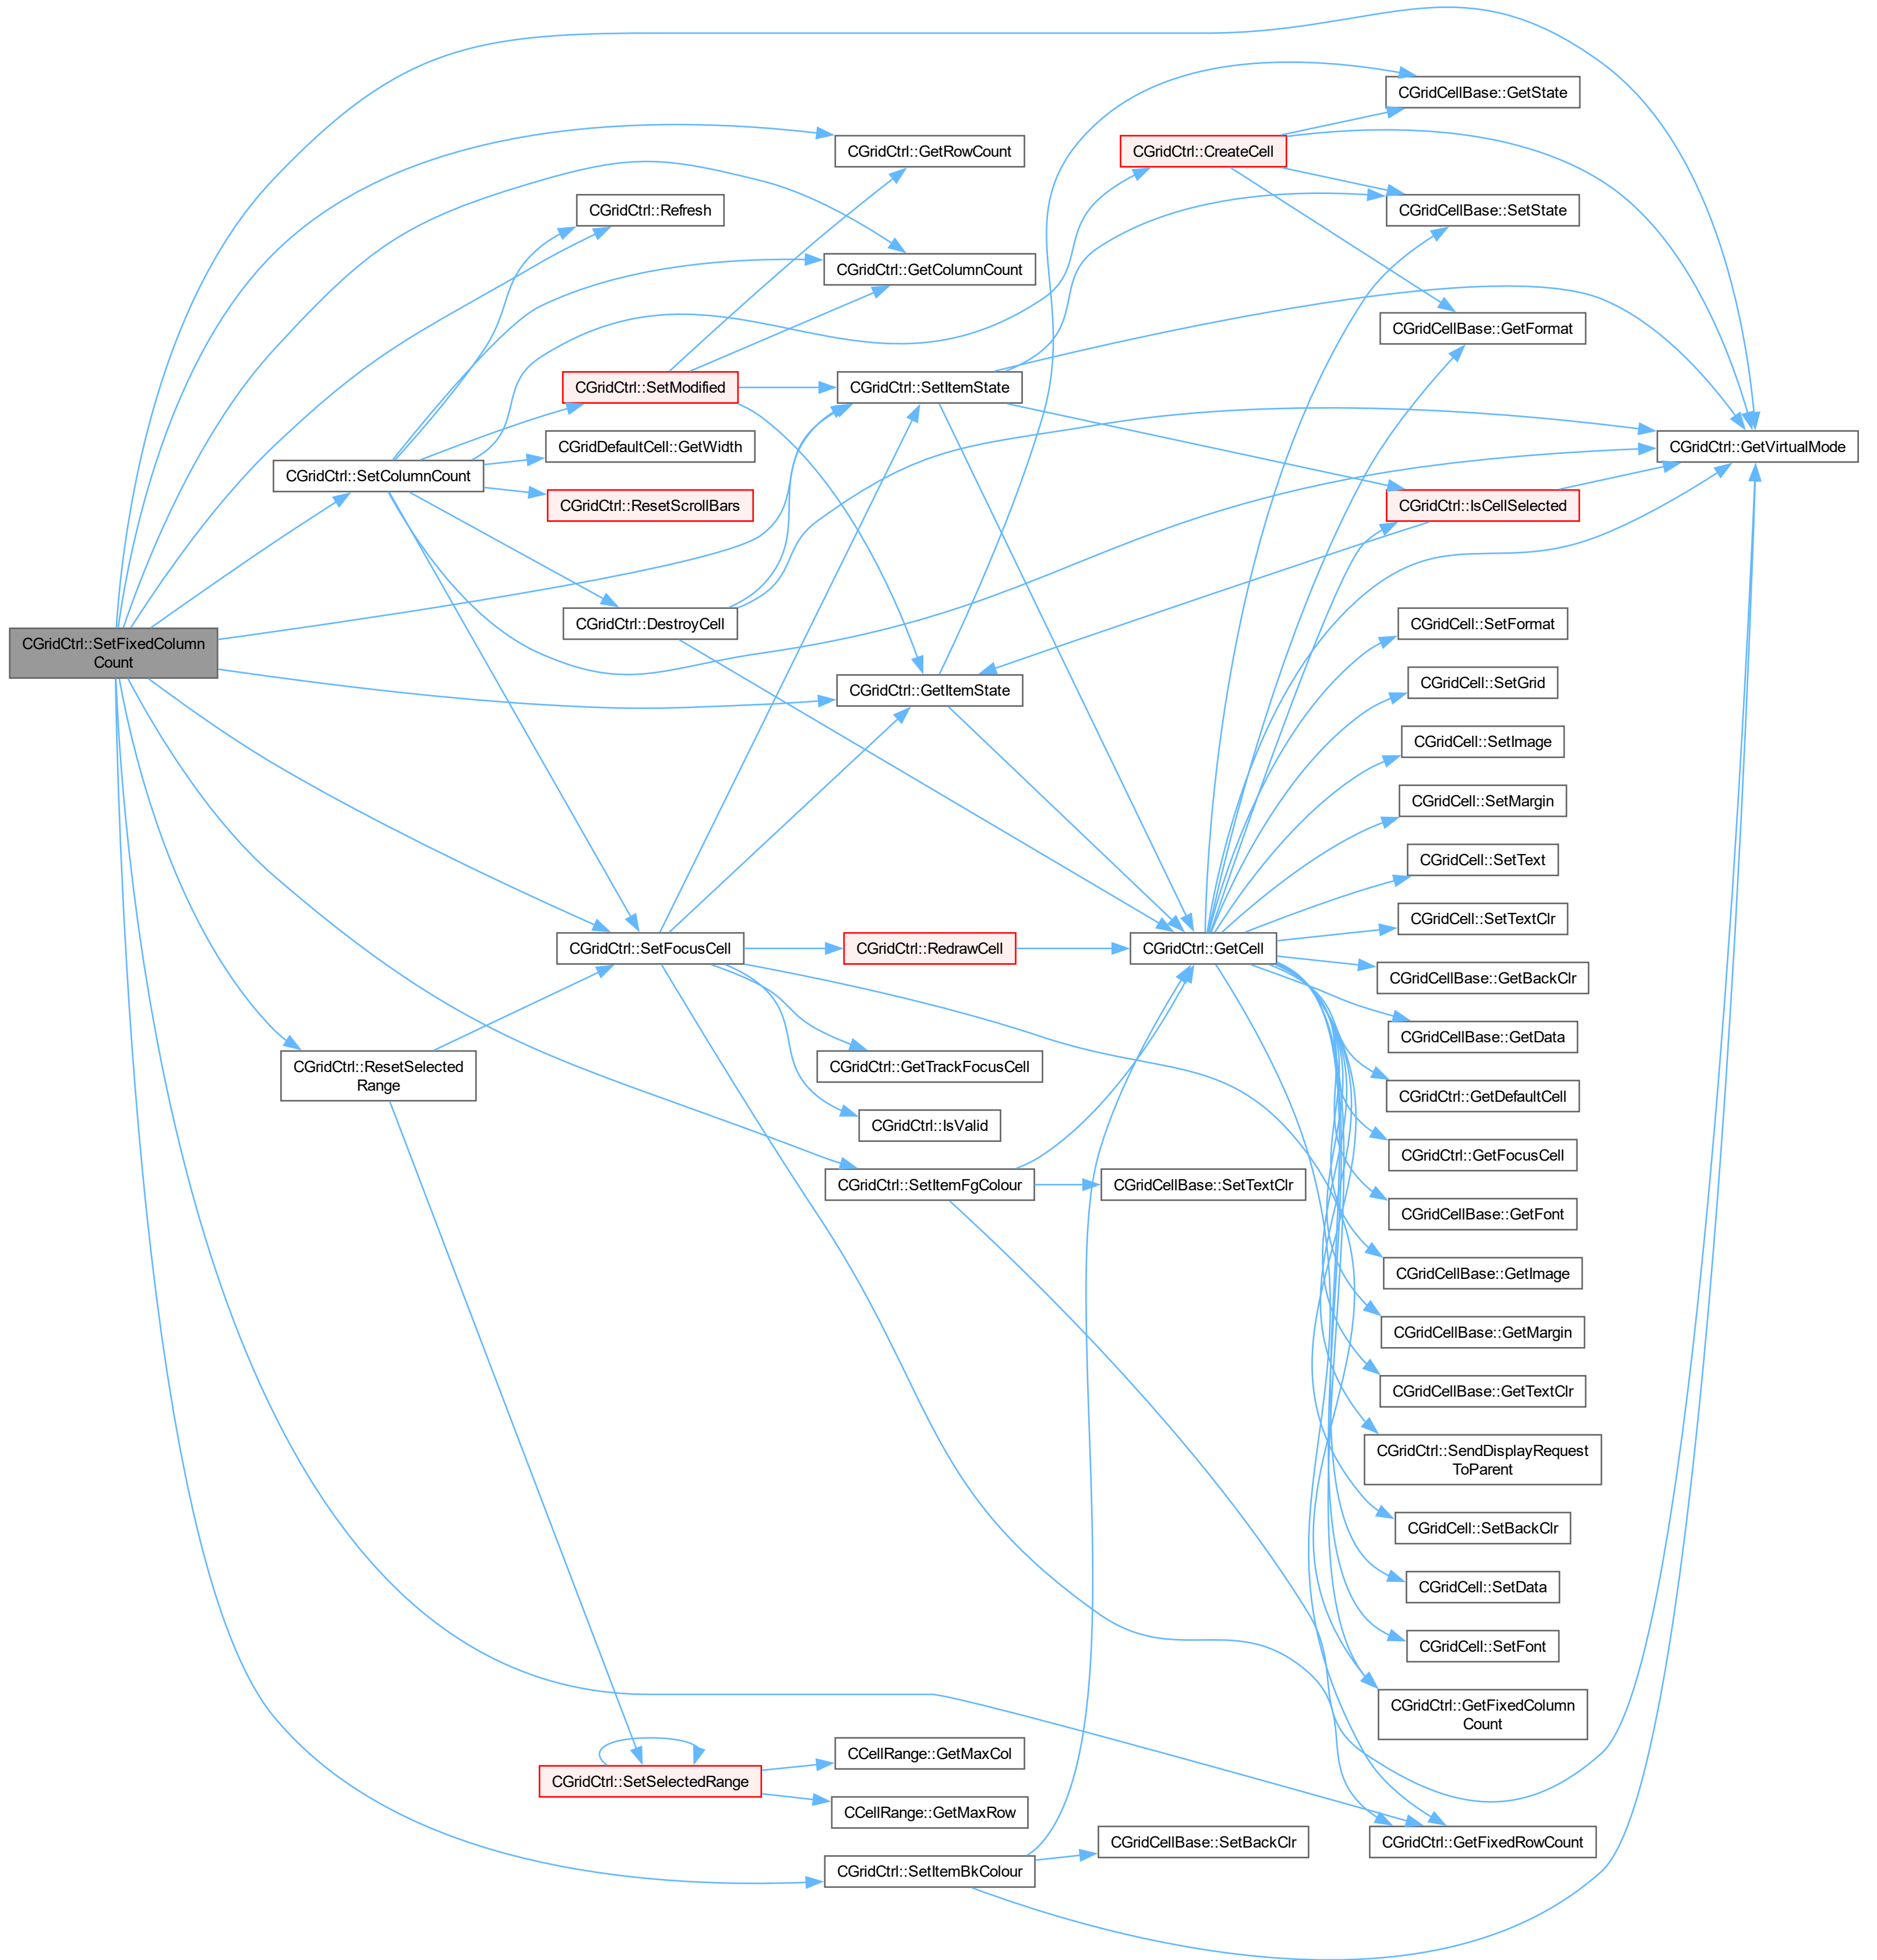 CGridCellBase::GetState
CGridCtrl::GetRowCount
CGridCtrl::CreateCell
CGridCtrl::Refresh
CGridCellBase::SetState
CGridCtrl::GetColumnCount
CGridCellBase::GetFormat
CGridCtrl::SetModified
CGridCtrl::SetItemState
CGridDefaultCell::GetWidth
CGridCtrl::GetVirtualMode
CGridCtrl::SetColumnCount
CGridCtrl::ResetScrollBars
CGridCtrl::IsCellSelected
CGridCtrl::SetFixedColumn
Count
CGridCtrl::DestroyCell
CGridCell::SetFormat
CGridCtrl::GetItemState
CGridCell::SetGrid
CGridCell::SetImage
CGridCell::SetMargin
CGridCell::SetText
CGridCell::SetTextClr
CGridCtrl::SetFocusCell
CGridCtrl::RedrawCell
CGridCtrl::GetCell
CGridCellBase::GetBackClr
CGridCellBase::GetData
CGridCtrl::ResetSelected
Range
CGridCtrl::GetTrackFocusCell
CGridCtrl::GetDefaultCell
CGridCtrl::IsValid
CGridCtrl::GetFocusCell
CGridCtrl::SetItemFgColour
CGridCellBase::SetTextClr
CGridCellBase::GetFont
CGridCellBase::GetImage
CGridCellBase::GetMargin
CGridCellBase::GetTextClr
CGridCtrl::SendDisplayRequest
ToParent
CGridCell::SetBackClr
CGridCell::SetData
CGridCell::SetFont
CGridCtrl::GetFixedColumn
Count
CCellRange::GetMaxCol
CGridCtrl::SetSelectedRange
CCellRange::GetMaxRow
CGridCellBase::SetBackClr
CGridCtrl::GetFixedRowCount
CGridCtrl::SetItemBkColour